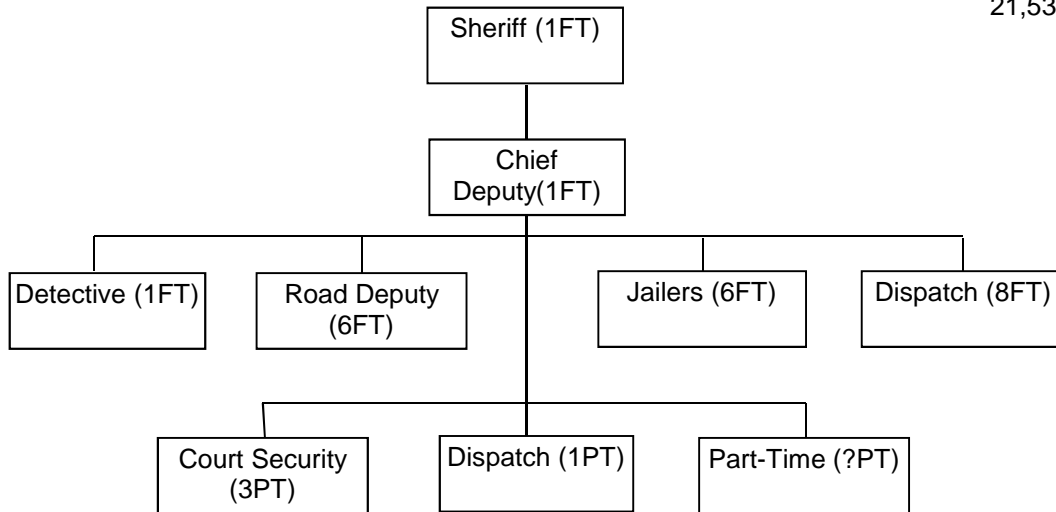 21,53
Sheriff (1FT)
Chief
Deputy(1FT)
Detective (1FT)
Road Deputy
(6FT)
Jailers (6FT)
Dispatch (8FT)
Court Security
(3PT)
Dispatch (1PT)
Part-Time (?PT)